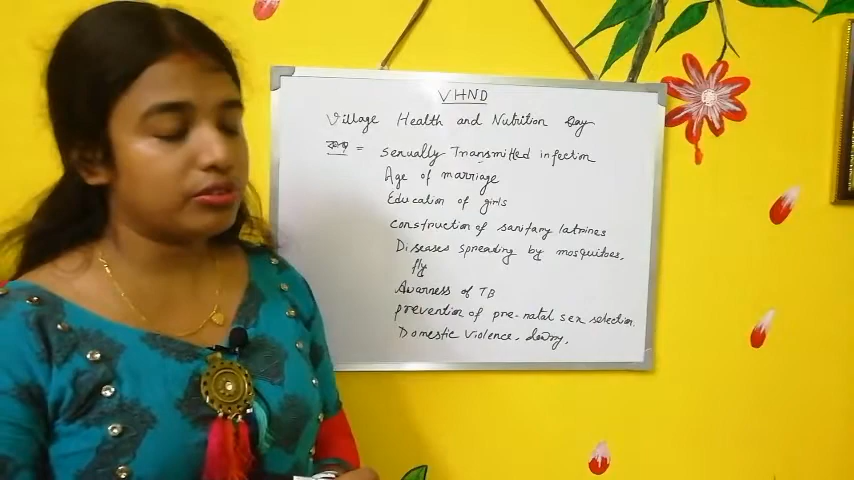 VHND
Village Health and Nutrition Day
= Sexually Transmitted infection
Age of marriage
Education of girls
Construction of sanitary latrines
Diseases spreading by mosquitoes,
fly
Awarness of TB
prevention of pre-natal sex selection.
Domestic Violence,